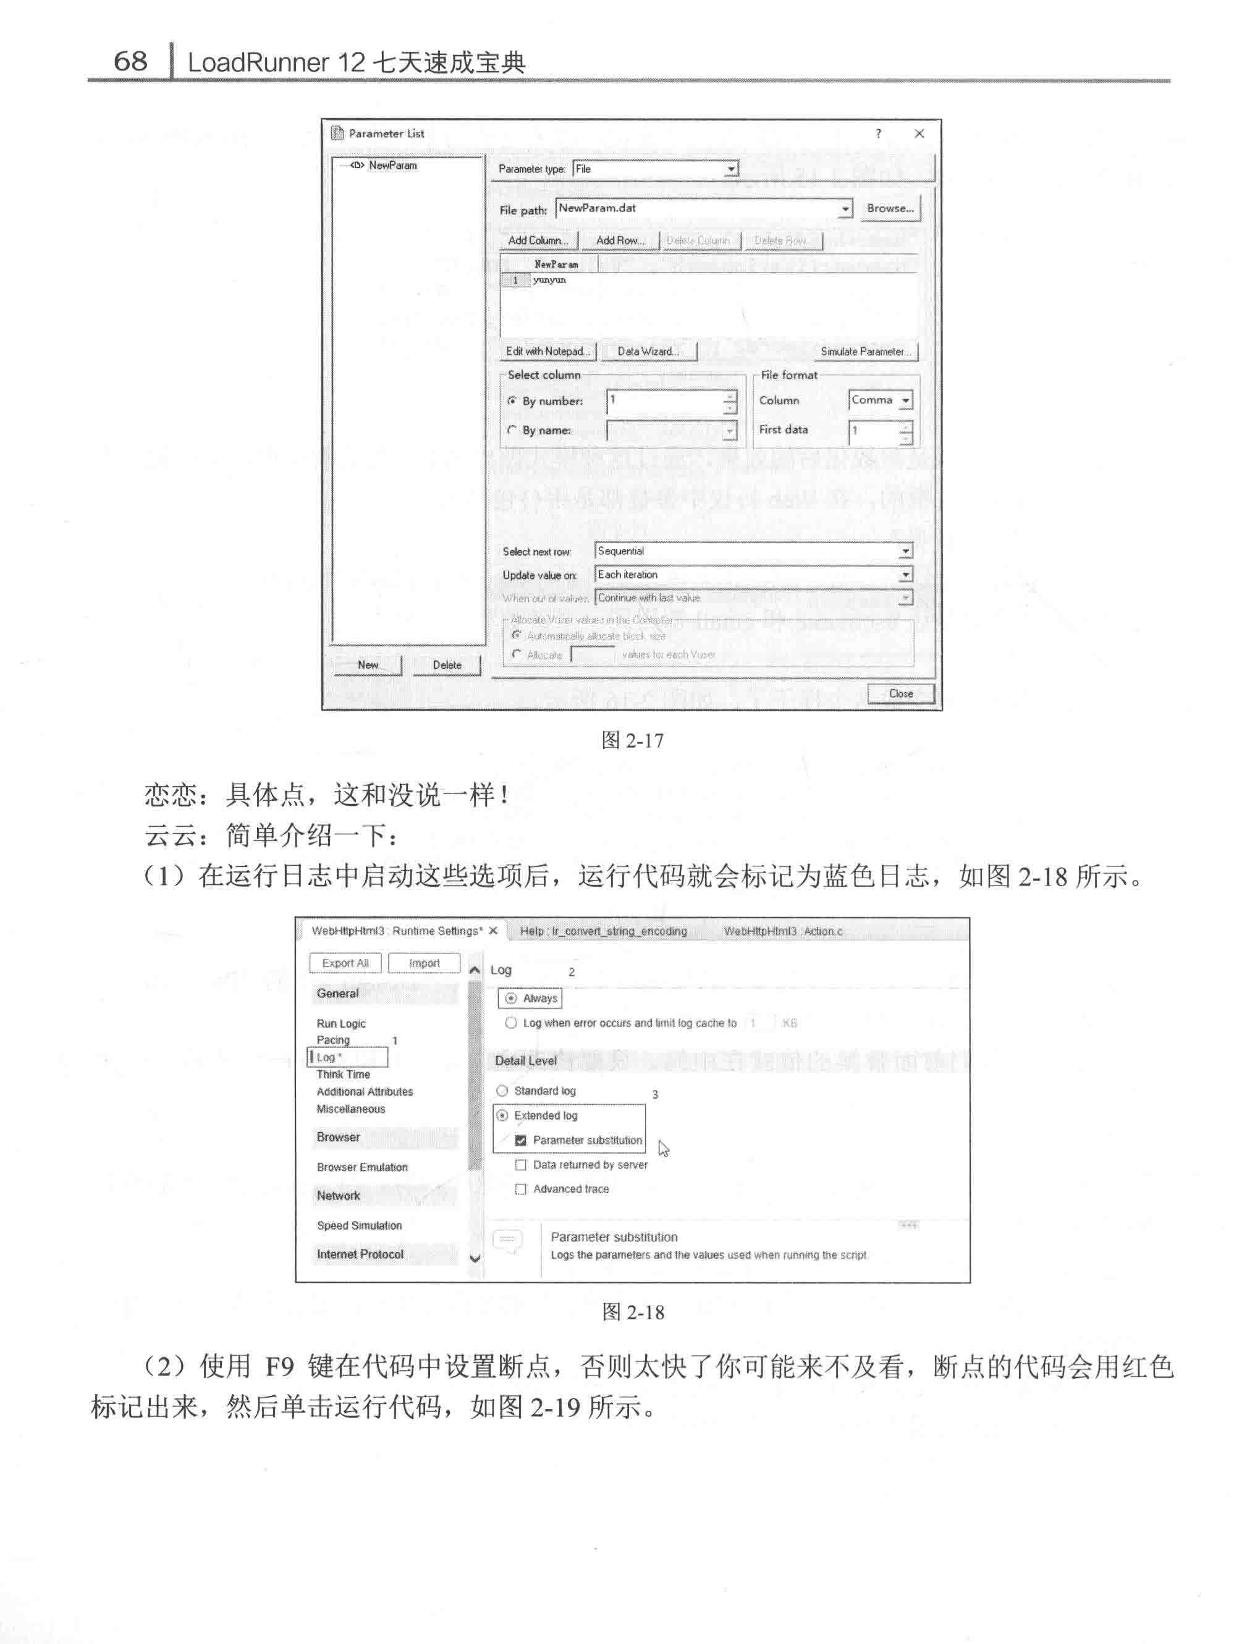 68 LoadRunner 12 七天速成宝典
Parameter List ? ×
NewParam
Parameter type: File
File path: NewParam.dat Browse...
Add Column... Add Row... Delete Column Delete Row
NewParam
1 yunyun
Edit with Notepad... Data Wizard... Simulate Parameter...
Select column File format
By number: 1 Column Comma
By name: First data 1
Select next row: Sequential
Update value on: Each iteration
When out of values: Continue with last value
Allocate Vuser values in the Controller
Automatically allocate block size
Allocate values for each Vuser
New Delete
Close
图 2-17
恋恋：具体点，这和没说一样！
云云：简单介绍一下：
（1）在运行日志中启动这些选项后，运行代码就会标记为蓝色日志，如图 2-18 所示。
WebHttpHtml3 : Runtime Settings* × Help : lr_convert_string_encoding WebHttpHtml3 : Action.c
Export All Import
Log 2
General
Always
Run Logic
Log when error occurs and limit log cache to 1 KB
Pacing 1
Log *
Detail Level
Think Time
Additional Attributes
Standard log 3
Miscellaneous
Extended log
Browser
Parameter substitution
Browser Emulation
Data returned by server
Network
Advanced trace
Speed Simulation
Parameter substitution
Internet Protocol
Logs the parameters and the values used when running the script
图 2-18
（2）使用 F9 键在代码中设置断点，否则太快了你可能来不及看，断点的代码会用红色
标记出来，然后单击运行代码，如图 2-19 所示。